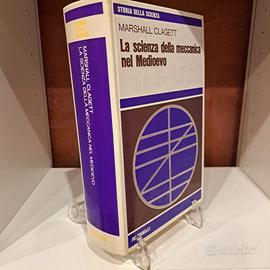 STORIA DELLA SCIENZA
MARSHALL CLAGETT
La scienza della meccanica
nel Medioevo
FELTRINELLI
MARSHALL CLAGETT
LA SCIENZA DELLA MECCANICA NEL MEDIOEVO
subito